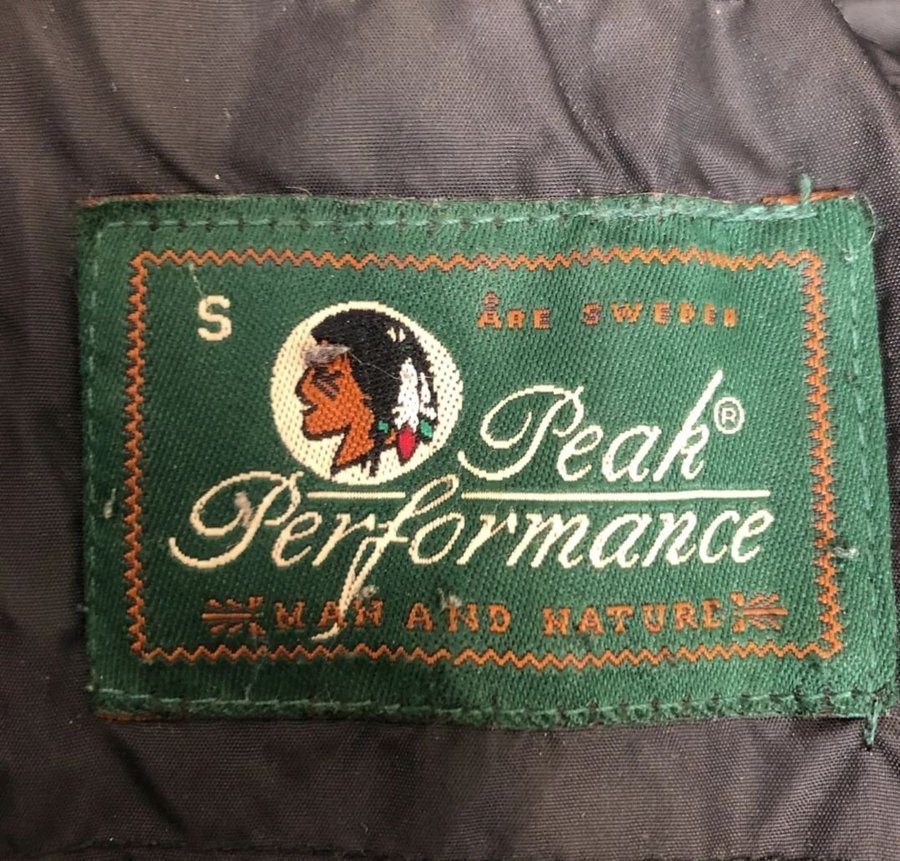 S
ÅRE SWEDEN
Peak®
Performance
MAN AND NATURE